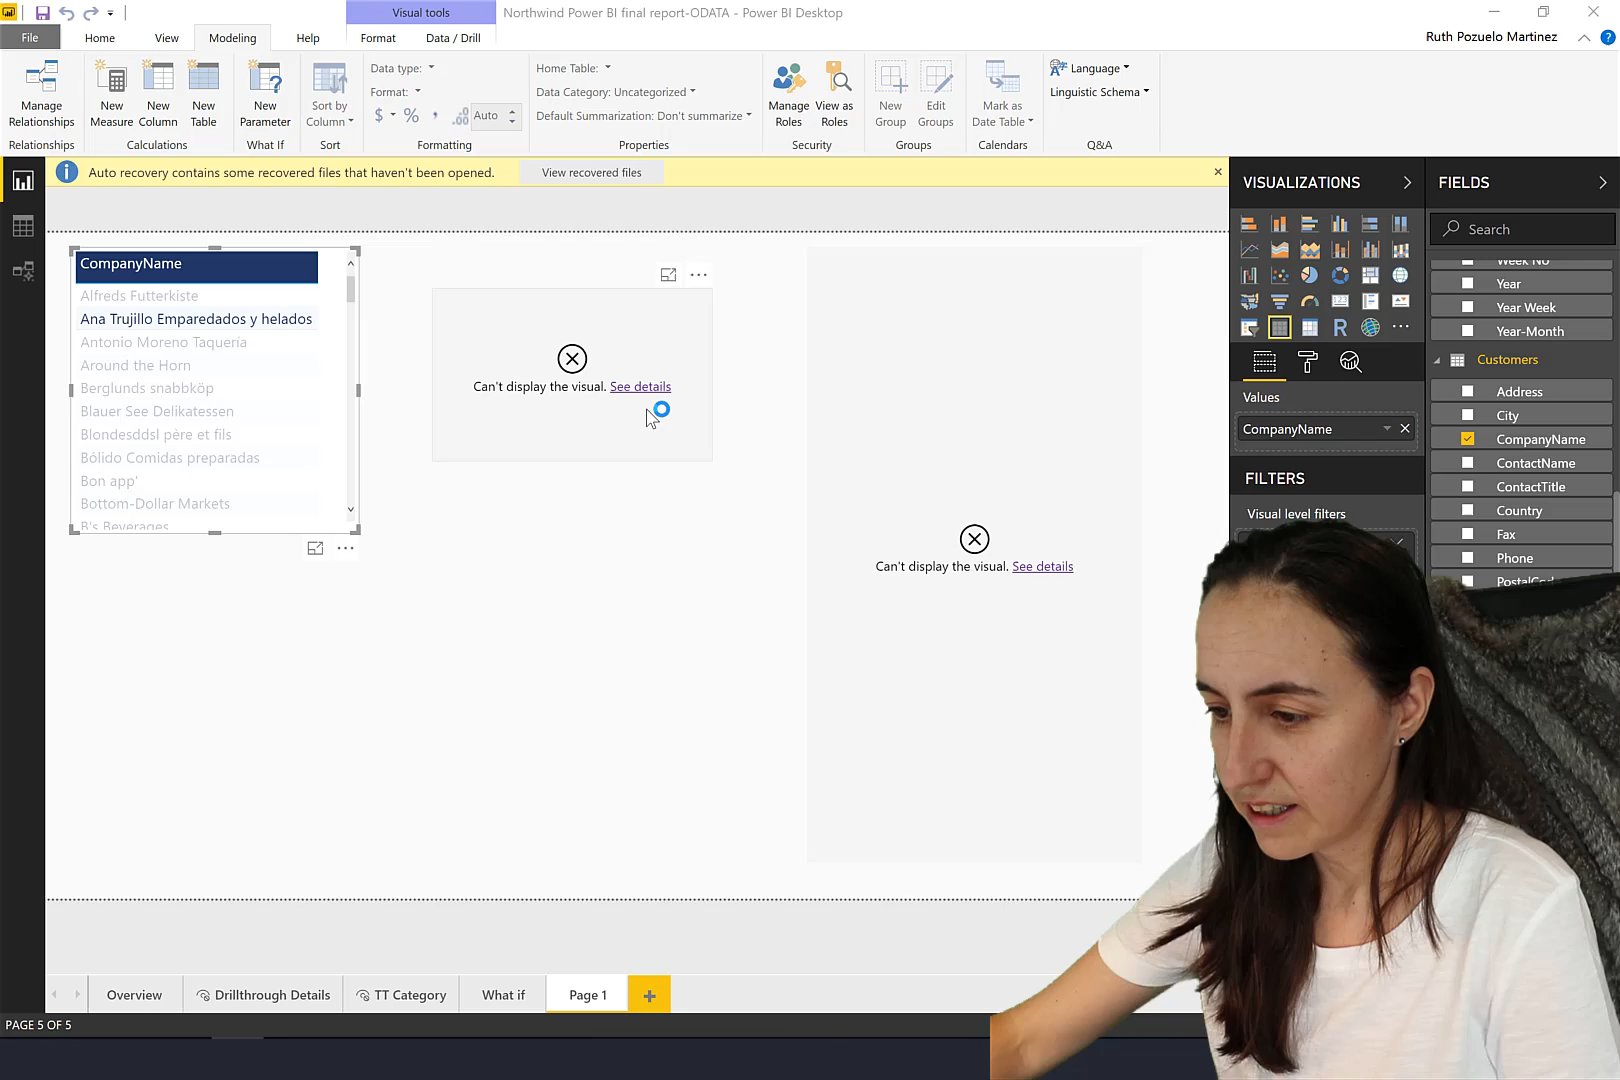 Visual tools
Northwind Power BI final report-ODATA - Power BI Desktop
File
Home
View
Modeling
Help
Format
Data / Drill
Ruth Pozuelo Martinez
?
Manage Relationships
New Measure
New Column
New Table
New Parameter
Sort by Column
Data type:
Format:
$ % , .00 Auto
Home Table:
Data Category: Uncategorized
Default Summarization: Don't summarize
Manage Roles
View as Roles
New Group
Edit Groups
Mark as Date Table
Language
Linguistic Schema
Relationships
Calculations
What If
Sort
Formatting
Properties
Security
Groups
Calendars
Q&A
Auto recovery contains some recovered files that haven't been opened.
View recovered files
CompanyName
Alfreds Futterkiste
Ana Trujillo Emparedados y helados
Antonio Moreno Taquería
Around the Horn
Berglunds snabbköp
Blauer See Delikatessen
Blondesddsl père et fils
Bólido Comidas preparadas
Bon app'
Bottom-Dollar Markets
B's Beverages
Can't display the visual. See details
Can't display the visual. See details
VISUALIZATIONS
R
Values
CompanyName
FILTERS
Visual level filters
FIELDS
Search
Week No
Year
Year Week
Year-Month
Customers
Address
City
CompanyName
ContactName
ContactTitle
Country
Fax
Phone
Overview
Drillthrough Details
TT Category
What if
Page 1
PAGE 5 OF 5